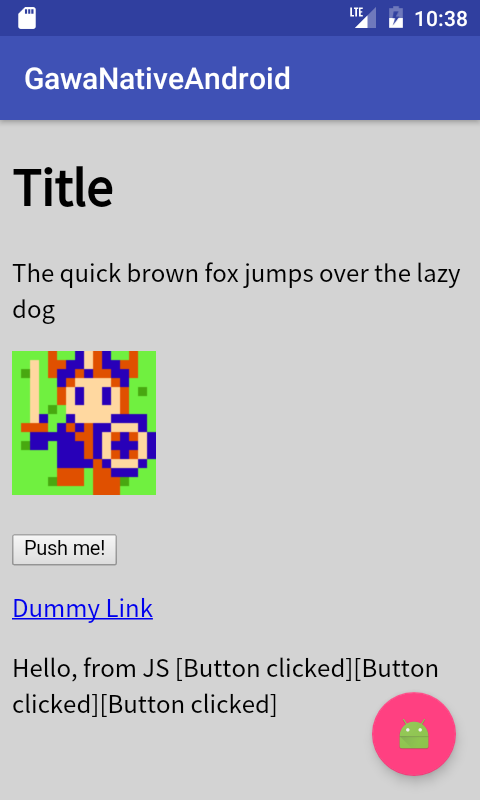 LTE 10:38
GawaNativeAndroid
Title
The quick brown fox jumps over the lazy
dog
Push me!
Dummy Link
Hello, from JS [Button clicked][Button
clicked][Button clicked]